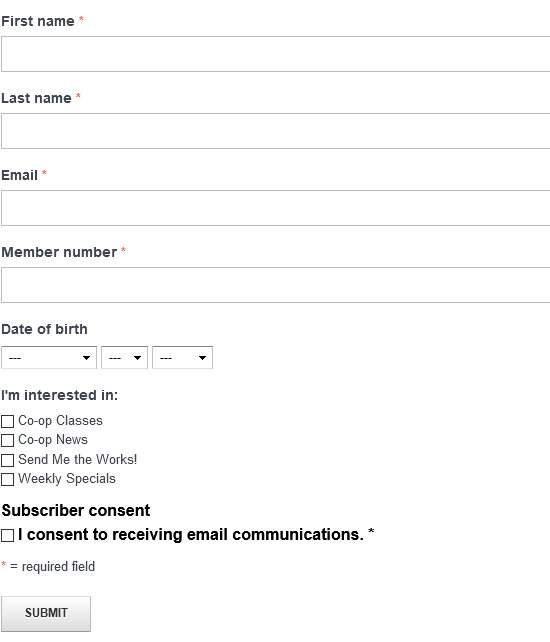 First name *
Last name *
Email *
Member number *
Date of birth
--- --- ---
I'm interested in:
Co-op Classes
Co-op News
Send Me the Works!
Weekly Specials
Subscriber consent
I consent to receiving email communications. *
* = required field
SUBMIT